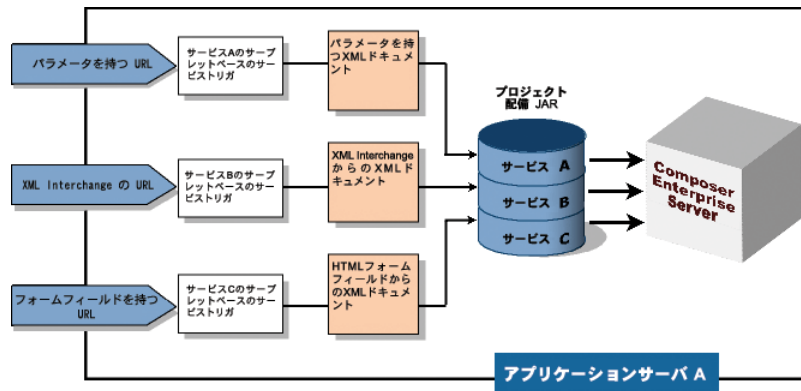 パラメータを持つ URL
サービスAのサーブ
レットベースのサー
ビストリガ
パラメータを持
つXMLドキュメ
ント
プロジェクト
配備 JAR
XML Interchange の URL
サービスBのサーブ
レットベースのサー
ビストリガ
XML Interchange
からのXMLド
キュメント
サービス A
サービス B
サービス C
Composer
Enterprise
Server
フォームフィールドを持つ
URL
サービスCのサーブ
レットベースのサー
ビストリガ
HTMLフォーム
フィールドから
のXMLドキュメ
ント
アプリケーションサーバ A